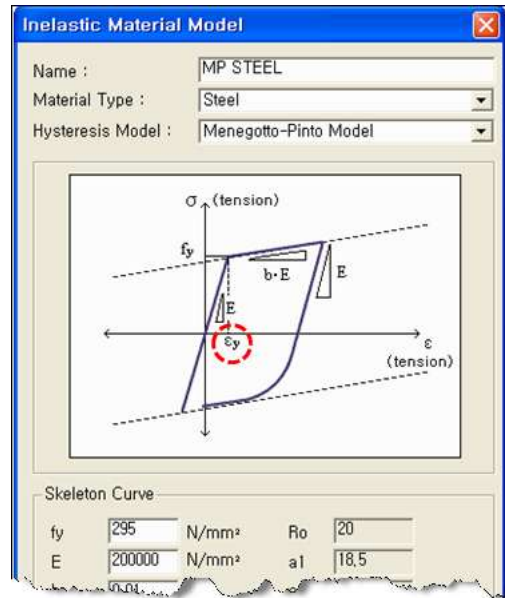 Inelastic Material Model
Name : MP STEEL
Material Type : Steel
Hysteresis Model : Menegotto-Pinto Model
σ (tension)
fy
b·E
E
E
εy
ε
(tension)
Skeleton Curve
fy 295 N/mm² Ro 20
E 200000 N/mm² a1 18,5